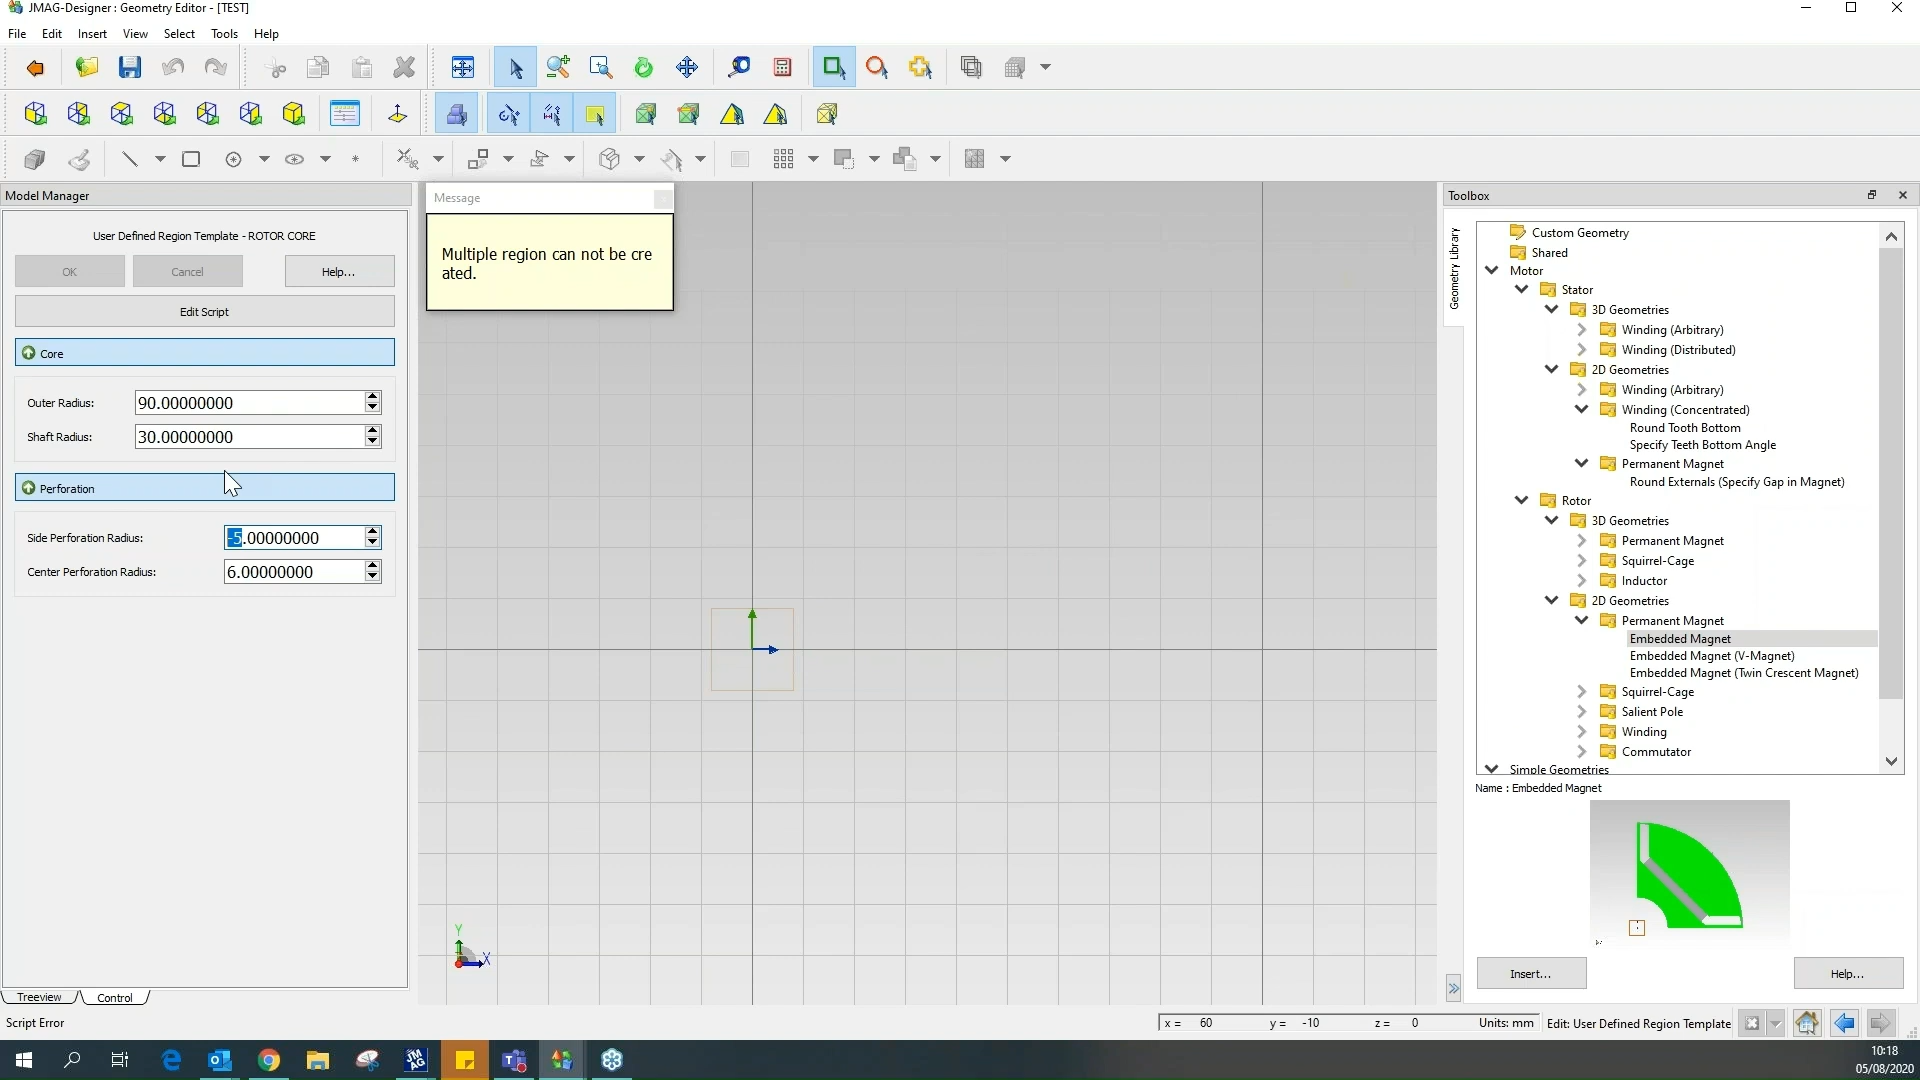 JMAG-Designer : Geometry Editor - [TEST]
File Edit Insert View Select Tools Help
Model Manager
User Defined Region Template - ROTOR CORE
OK Cancel Help...
Edit Script
Core
Outer Radius: 90.00000000
Shaft Radius: 30.00000000
Perforation
Side Perforation Radius: -5.00000000
Center Perforation Radius: 6.00000000
Treeview Control
Script Error
Message
Multiple region can not be cre
ated.
Y
X
Toolbox
Geometry Library
Custom Geometry
Shared
Motor
Stator
3D Geometries
Winding (Arbitrary)
Winding (Distributed)
2D Geometries
Winding (Arbitrary)
Winding (Concentrated)
Round Tooth Bottom
Specify Teeth Bottom Angle
Permanent Magnet
Round Externals (Specify Gap in Magnet)
Rotor
3D Geometries
Permanent Magnet
Squirrel-Cage
Inductor
2D Geometries
Permanent Magnet
Embedded Magnet
Embedded Magnet (V-Magnet)
Embedded Magnet (Twin Crescent Magnet)
Squirrel-Cage
Salient Pole
Winding
Commutator
Simple Geometries
Name : Embedded Magnet
Insert... Help...
x = 60 y = -10 z = 0 Units: mm Edit: User Defined Region Template
JM
AG
10:18
05/08/2020